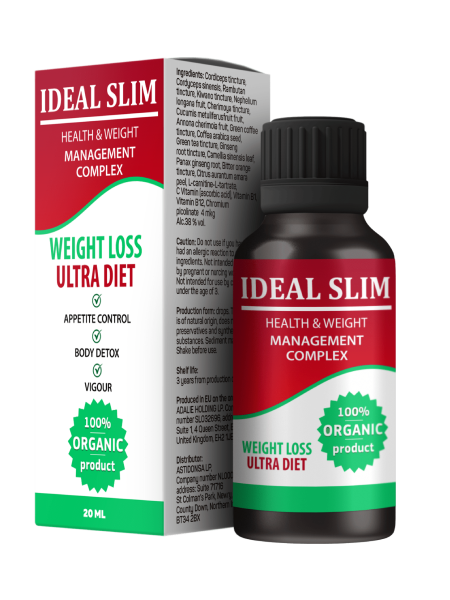 IDEAL SLIM
HEALTH & WEIGHT
MANAGEMENT
COMPLEX
WEIGHT LOSS
ULTRA DIET
APPETITE CONTROL
BODY DETOX
VIGOUR
100%
ORGANIC
product
20 ML
Ingredients: Cordiceps tincture,
Cordyceps sinensis, Rambutan
tincture, Kiwano tincture, Nephelium
longana fruit, Cherimoya tincture,
Cucumis metuliferusfruit fruit,
Annona cherimola fruit, Green coffee
tincture, Coffea arabica seed,
Green tea tincture, Ginseng
root tincture, Camellia sinensis leaf,
Panax ginseng root, Bitter orange
tincture, Citrus aurantium amara
peel, L-carnitine-L-tartrate,
C Vitamin (ascorbic acid), Vitamin B1,
Vitamin B12, Chromium
picolinate 4 mkg
Alc.38 % vol.
Caution: Do not use if you
had an allergic reaction to
ingredients. Not intended
by pregnant or nursing
Not intended for use by
under the age of 3.
Production form: drops.
is of natural origin,
preservatives and
substances. Sediment
Shake before use.
Shelf life:
3 years from production
Produced in EU on the
ADALIE HOLDING LP,
number SL032595,
Suite 1, 4 Queen Street,
United Kingdom, EH2
Distributor:
ASTIDONSA LP,
Company number
address: Suite 71716
St Colman's Park,
County Down, Northern
BT34 2BX
IDEAL SLIM
HEALTH & WEIGHT
MANAGEMENT
COMPLEX
100%
ORGANIC
product
WEIGHT LOSS
ULTRA DIET